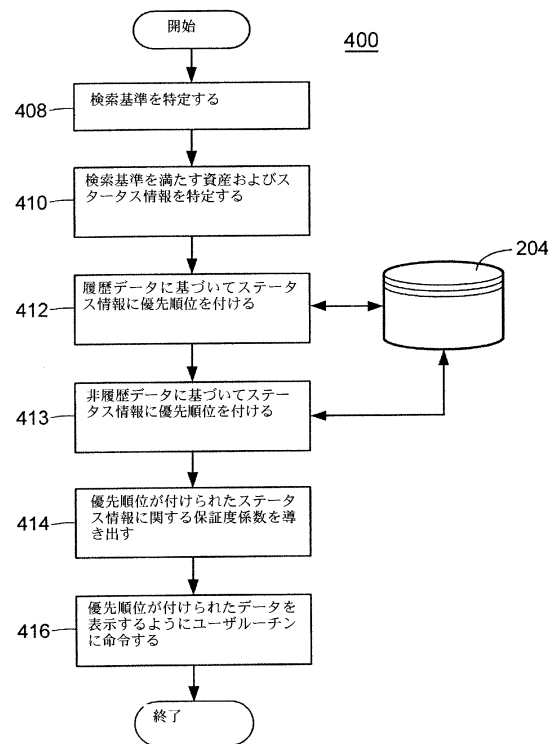 開始
400
408
検索基準を特定する
410
検索基準を満たす資産およびス
タータス情報を特定する
204
412
履歴データに基づいてステータ
ス情報に優先順位を付ける
413
非履歴データに基づいてステー
タス情報に優先順位を付ける
414
優先順位が付けられたステータ
ス情報に関する保証度係数を導
き出す
416
優先順位が付けられたデータを
表示するようにユーザルーチン
に命令する
終了